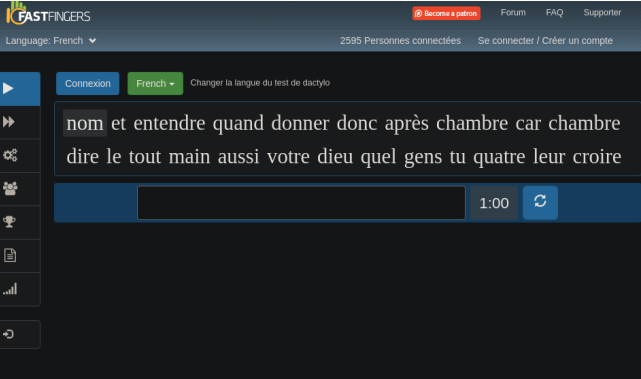 FASTFINGERS
Become a patron Forum FAQ Supporter
Language: French 2595 Personnes connectées Se connecter / Créer un compte
Connexion French Changer la langue du test de dactylo
nom et entendre quand donner donc après chambre car chambre
dire le tout main aussi votre dieu quel gens tu quatre leur croire
1:00